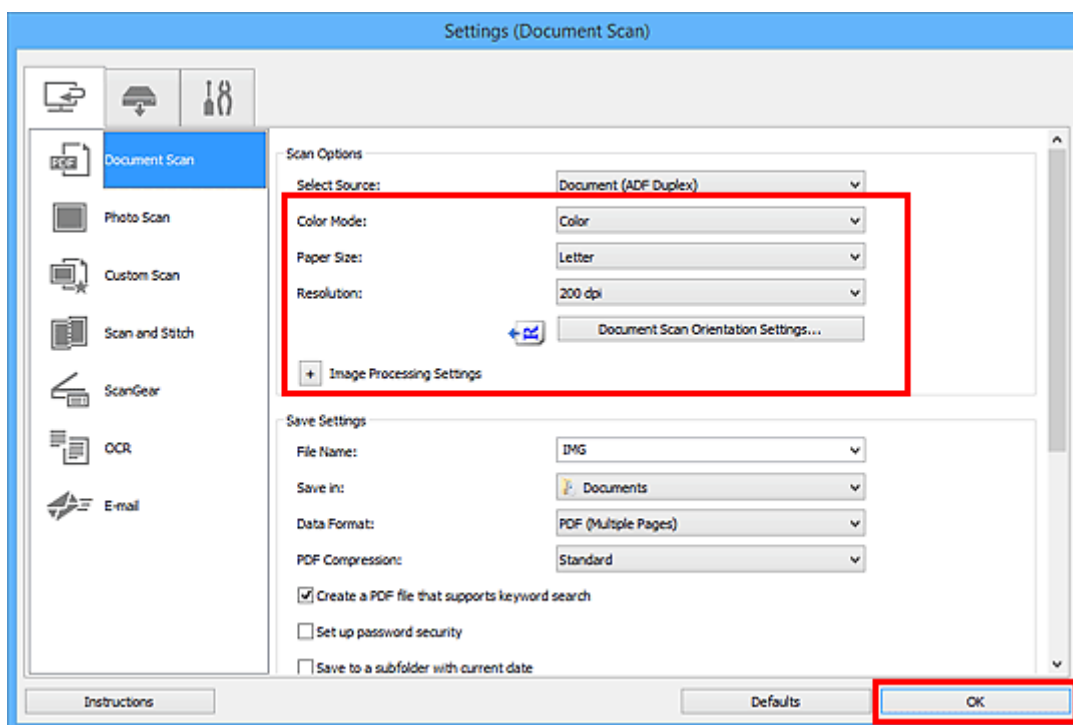 Settings (Document Scan)
PDF
Document Scan
Photo Scan
Custom Scan
Scan and Stitch
ScanGear
OCR
E-mail
Scan Options
Select Source: Document (ADF Duplex)
Color Mode: Color
Paper Size: Letter
Resolution: 200 dpi
R Document Scan Orientation Settings...
+ Image Processing Settings
Save Settings
File Name: IMG
Save in: Documents
Data Format: PDF (Multiple Pages)
PDF Compression: Standard
Create a PDF file that supports keyword search
Set up password security
Save to a subfolder with current date
Instructions Defaults OK